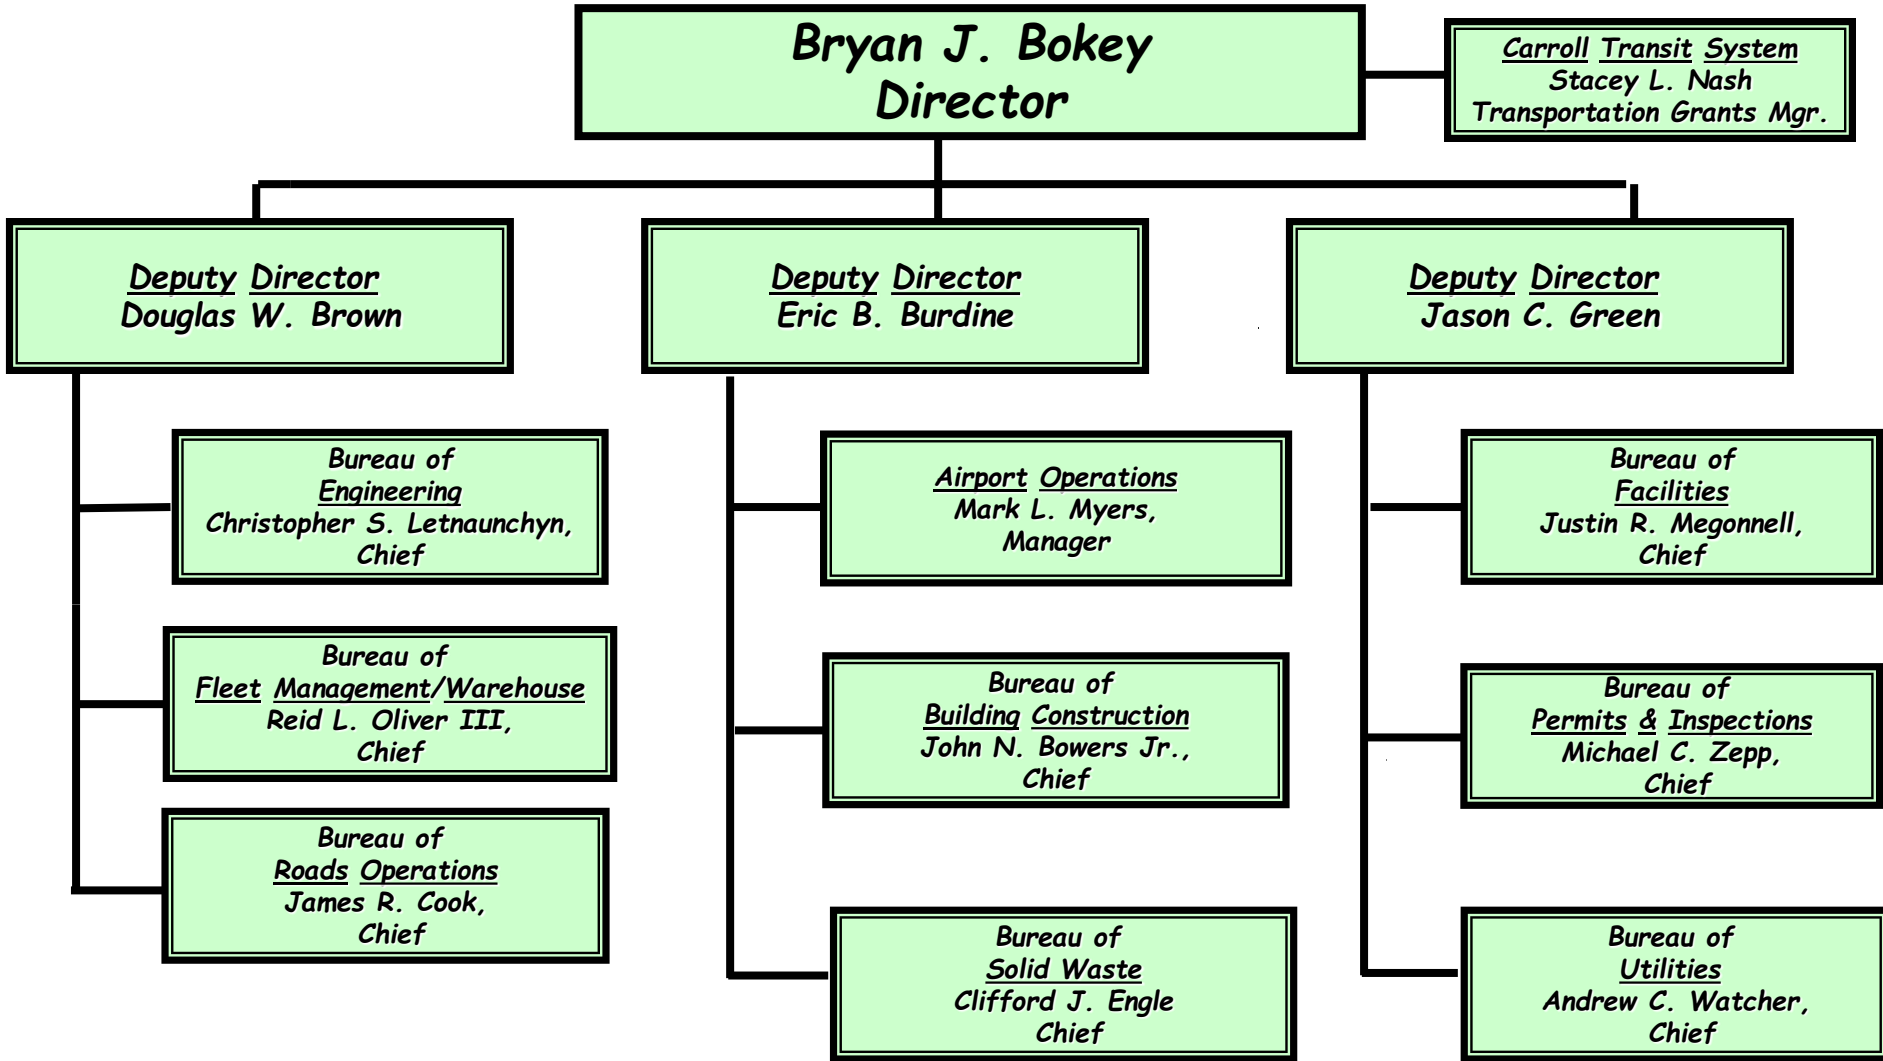 Bryan J. Bokey
Director
Carroll Transit System
Stacey L. Nash
Transportation Grants Mgr.
Deputy Director
Douglas W. Brown
Deputy Director
Eric B. Burdine
Deputy Director
Jason C. Green
Bureau of
Engineering
Christopher S. Letnaunchyn,
Chief
Bureau of
Fleet Management/Warehouse
Reid L. Oliver III,
Chief
Bureau of
Roads Operations
James R. Cook,
Chief
Airport Operations
Mark L. Myers,
Manager
Bureau of
Building Construction
John N. Bowers Jr.,
Chief
Bureau of
Solid Waste
Clifford J. Engle
Chief
Bureau of
Facilities
Justin R. Megonnell,
Chief
Bureau of
Permits & Inspections
Michael C. Zepp,
Chief
Bureau of
Utilities
Andrew C. Watcher,
Chief